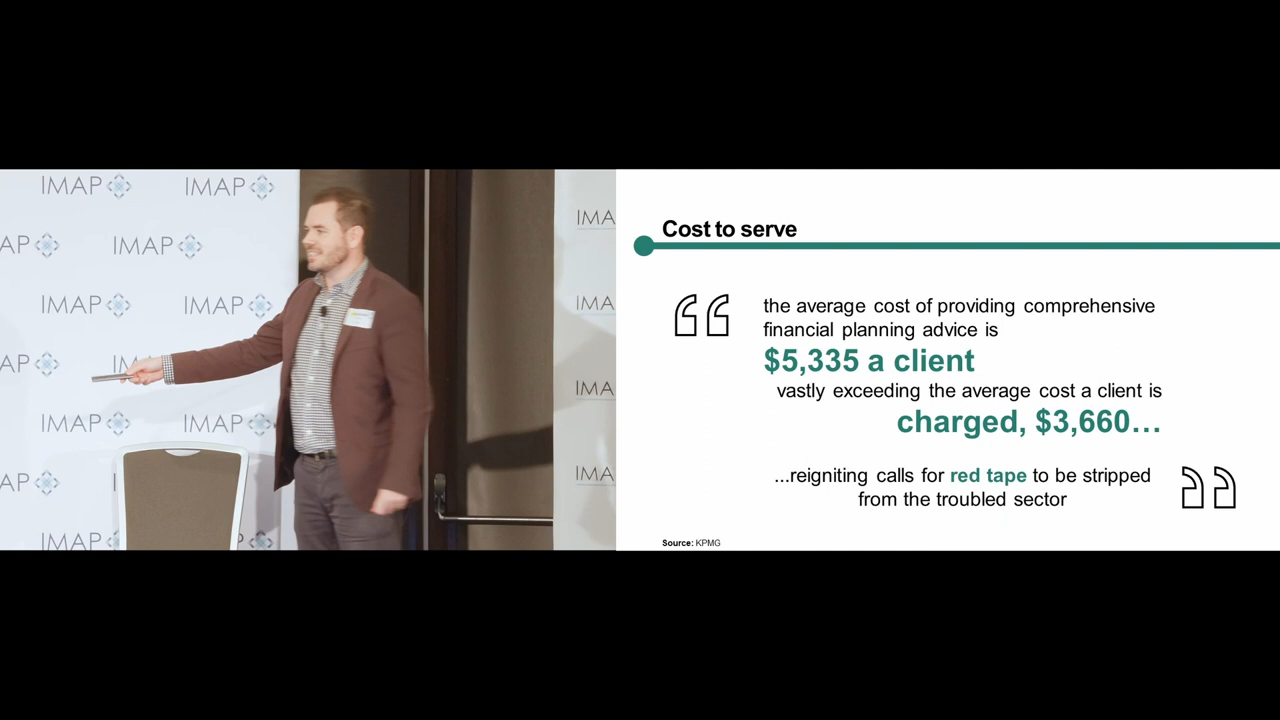 IMAP IMAP
AP IMAP IMA
IMAP IMAP
AP IM IMA
IMAP IMAP IMA
AP
IMAP IMA
Cost to serve
the average cost of providing comprehensive
financial planning advice is
$5,335 a client
vastly exceeding the average cost a client is
charged, $3,660…
...reigniting calls for red tape to be stripped
from the troubled sector
Source: KPMG